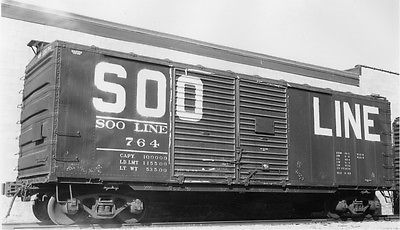 SOO LINE
SOO LINE
764
CAPY 100000
LD LMT 115500
LT WT 53500